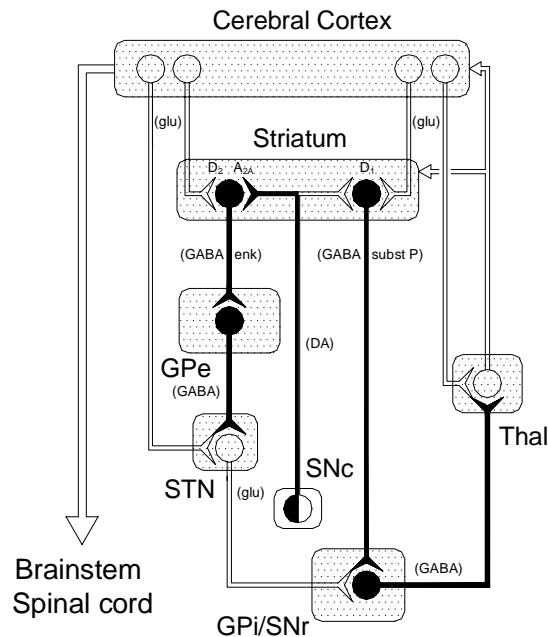 Cerebral Cortex
(glu)
(glu)
Striatum
D2 A2A
D1
(GABA enk)
(GABA subst P)
(DA)
GPe
(GABA)
Thal
STN
SNc
(glu)
Brainstem
Spinal cord
(GABA)
GPi/SNr